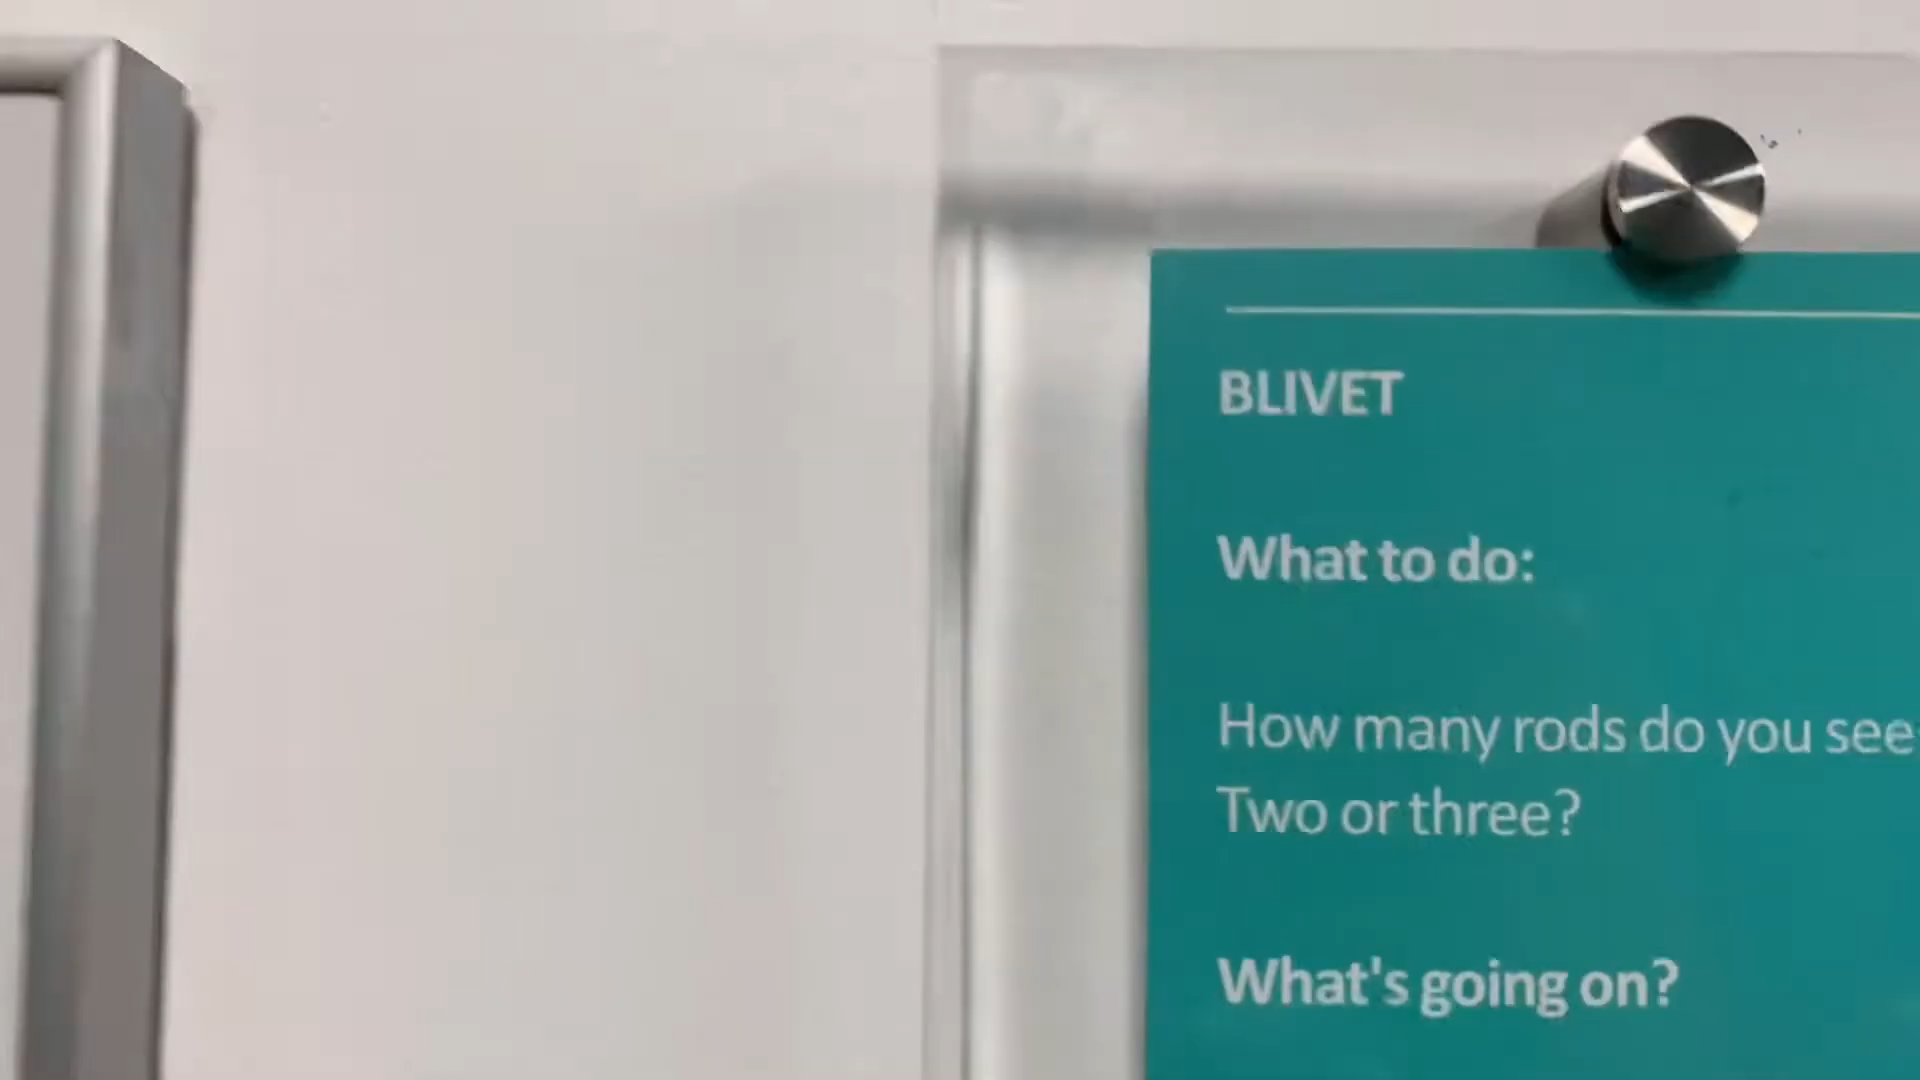 BLIVET
What to do:
How many rods do you see
Two or three?
What's going on?